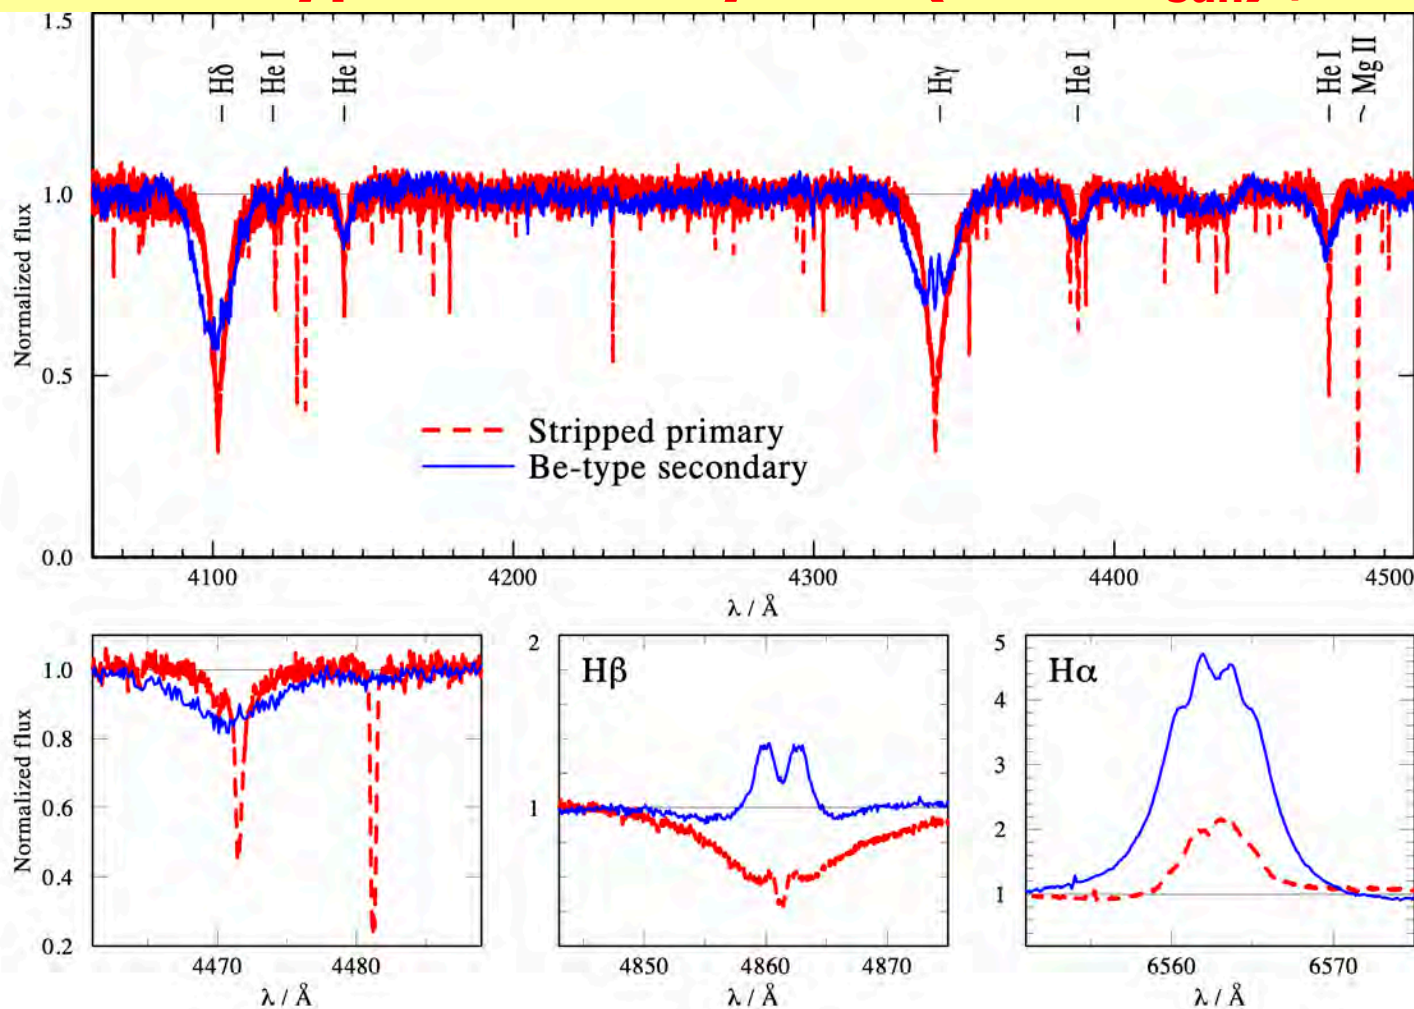 1.5
1.0
0.5
0.0
Normalized flux
Hδ
He I
He I
Hγ
He I
He I
Mg II
Stripped primary
Be-type secondary
4100 4200 4300 4400 4500
λ / Å
1.0
0.8
0.6
0.4
0.2
Normalized flux
4470 4480
λ / Å
Hβ
2
1
4850 4860 4870
λ / Å
Hα
5
4
3
2
1
6560 6570
λ / Å